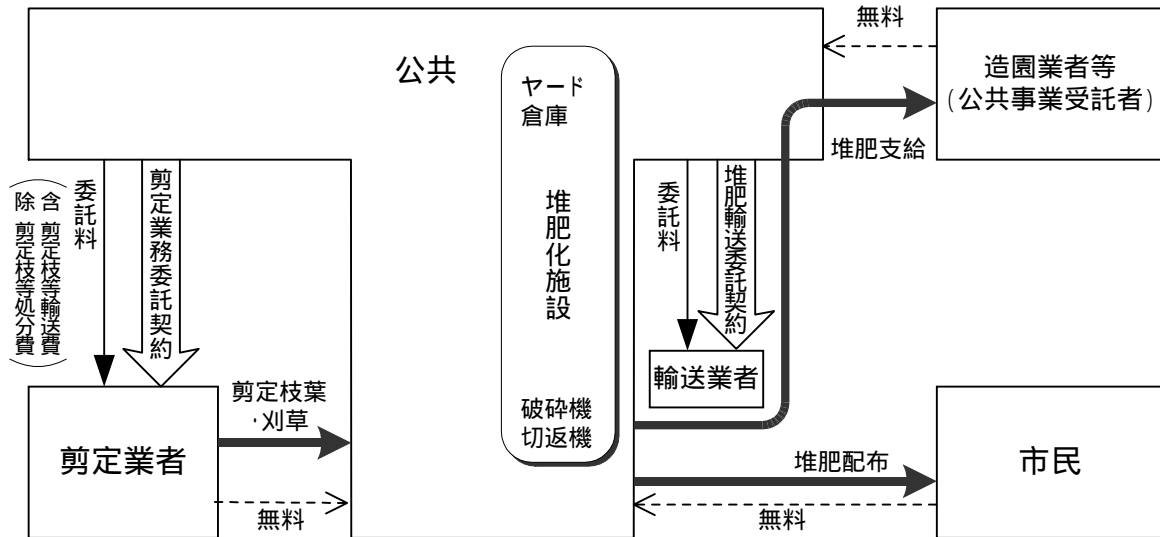 公共
ヤード
倉庫
堆肥化施設
破砕機
切返機
無料
造園業者等
(公共事業受託者)
堆肥支給
含 剪定枝等輸送費
除 剪定枝等処分費
委託料
剪定業務委託契約
委託料
堆肥輸送委託契約
輸送業者
剪定業者
剪定枝葉
・刈草
無料
堆肥配布
無料
市民